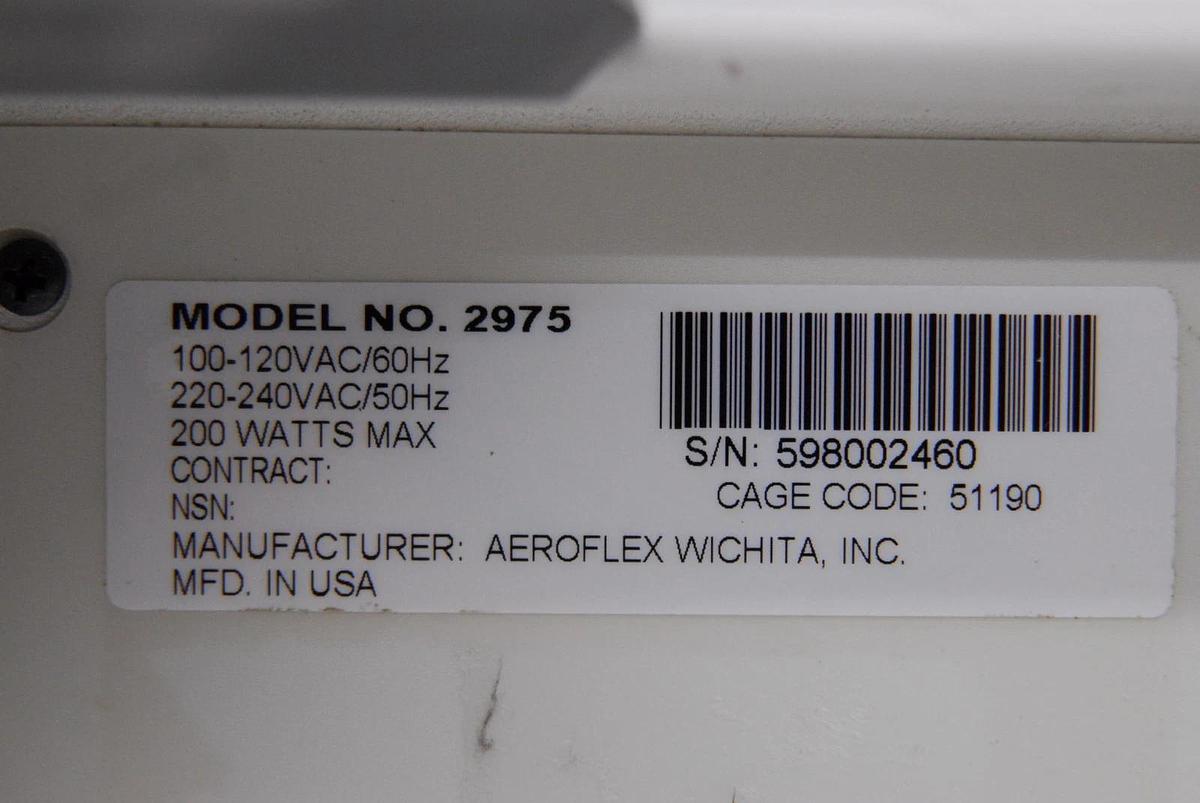 MODEL NO. 2975
100-120VAC/60Hz
220-240VAC/50Hz
200 WATTS MAX
CONTRACT:
NSN:
S/N: 598002460
CAGE CODE: 51190
MANUFACTURER: AEROFLEX WICHITA, INC.
MFD. IN USA